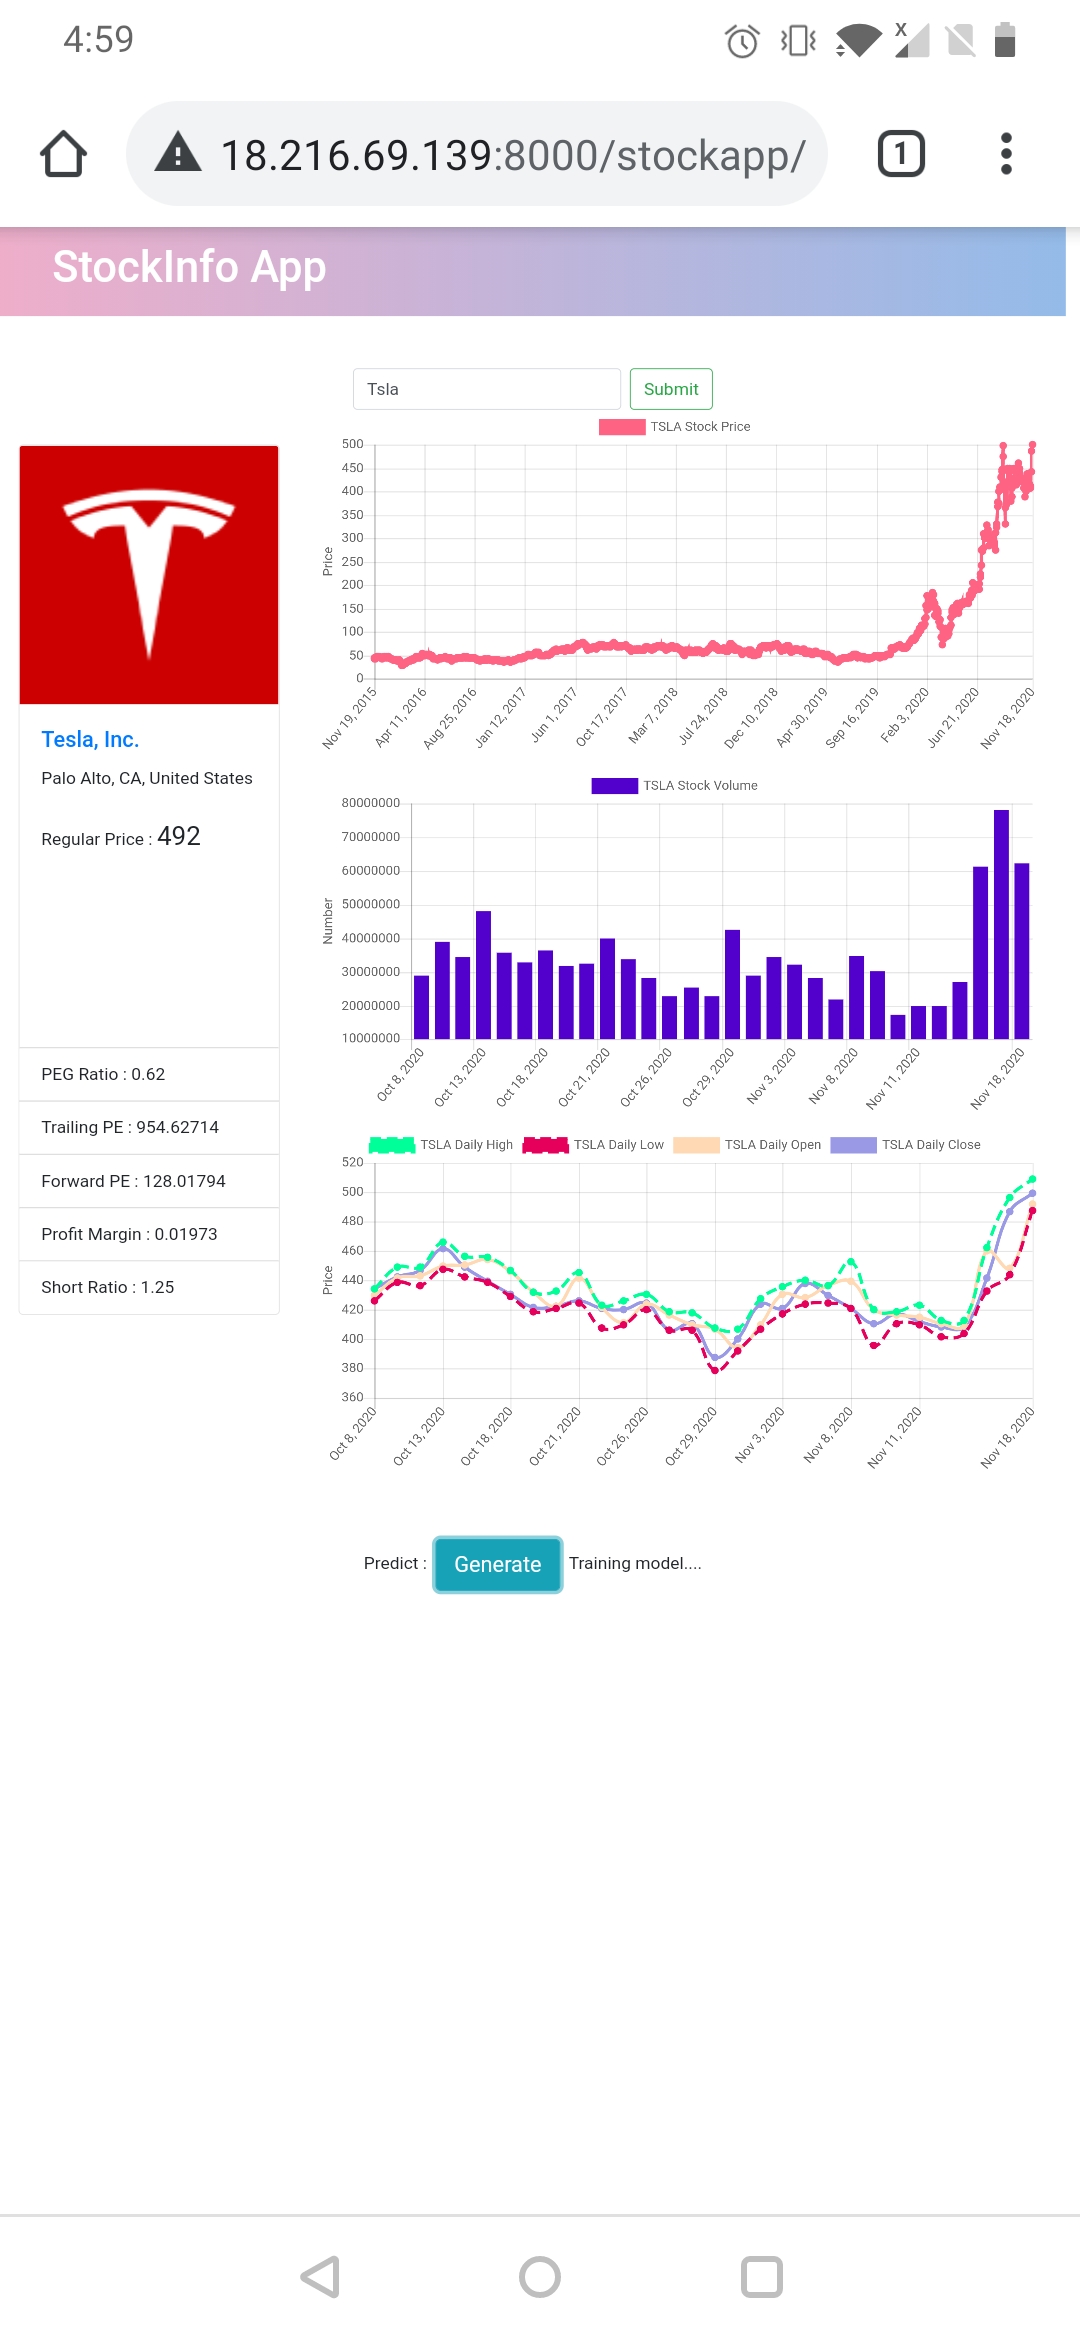 4:59
X
18.216.69.139:8000/stockapp/
1
StockInfo App
Tsla
Submit
Tesla, Inc.
Palo Alto, CA, United States
Regular Price : 492
PEG Ratio : 0.62
Trailing PE : 954.62714
Forward PE : 128.01794
Profit Margin : 0.01973
Short Ratio : 1.25
TSLA Stock Price
500
450
400
350
300
250
200
150
100
50
0
Price
Nov 19, 2015
Apr 11, 2016
Aug 25, 2016
Jan 12, 2017
Jun 1, 2017
Oct 17, 2017
Mar 7, 2018
Jul 24, 2018
Dec 10, 2018
Apr 30, 2019
Sep 16, 2019
Feb 3, 2020
Jun 21, 2020
Nov 18, 2020
TSLA Stock Volume
80000000
70000000
60000000
50000000
40000000
30000000
20000000
10000000
Number
Oct 8, 2020
Oct 13, 2020
Oct 18, 2020
Oct 21, 2020
Oct 26, 2020
Oct 29, 2020
Nov 3, 2020
Nov 8, 2020
Nov 11, 2020
Nov 18, 2020
TSLA Daily High
TSLA Daily Low
TSLA Daily Open
TSLA Daily Close
520
500
480
460
440
420
400
380
360
Price
Oct 8, 2020
Oct 13, 2020
Oct 18, 2020
Oct 21, 2020
Oct 26, 2020
Oct 29, 2020
Nov 3, 2020
Nov 8, 2020
Nov 11, 2020
Nov 18, 2020
Predict : Generate Training model....